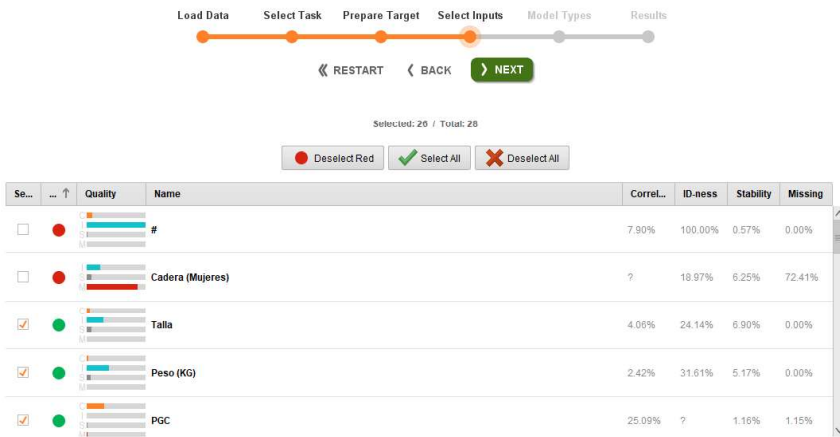 Load Data Select Task Prepare Target Select Inputs Model Types Results
RESTART BACK NEXT
Selected: 26 / Total: 28
Deselect Red Select All Deselect All
Se... ... ↑ Quality Name Correl... ID-ness Stability Missing
C
I
S
M
# 7.90% 100.00% 0.57% 0.00%
I
S
M
Cadera (Mujeres) ? 18.97% 6.25% 72.41%
C
I
S
M
Talla 4.06% 24.14% 6.90% 0.00%
C
I
S
M
Peso (KG) 2.42% 31.61% 5.17% 0.00%
C
I
S
M
PGC 25.09% ? 1.16% 1.15%